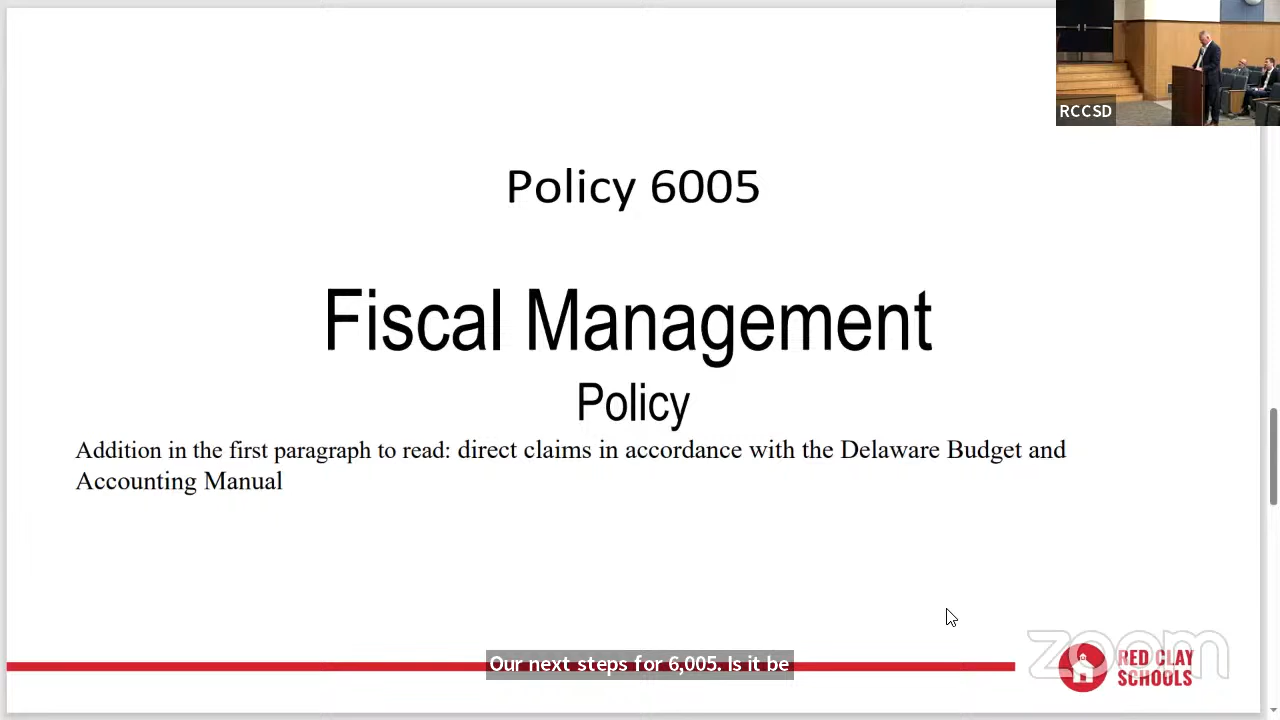 RCCSD
Policy 6005
Fiscal Management
Policy
Addition in the first paragraph to read: direct claims in accordance with the Delaware Budget and
Accounting Manual
Our next steps for 6,005. Is it be
zoom
RED CLAY
SCHOOLS